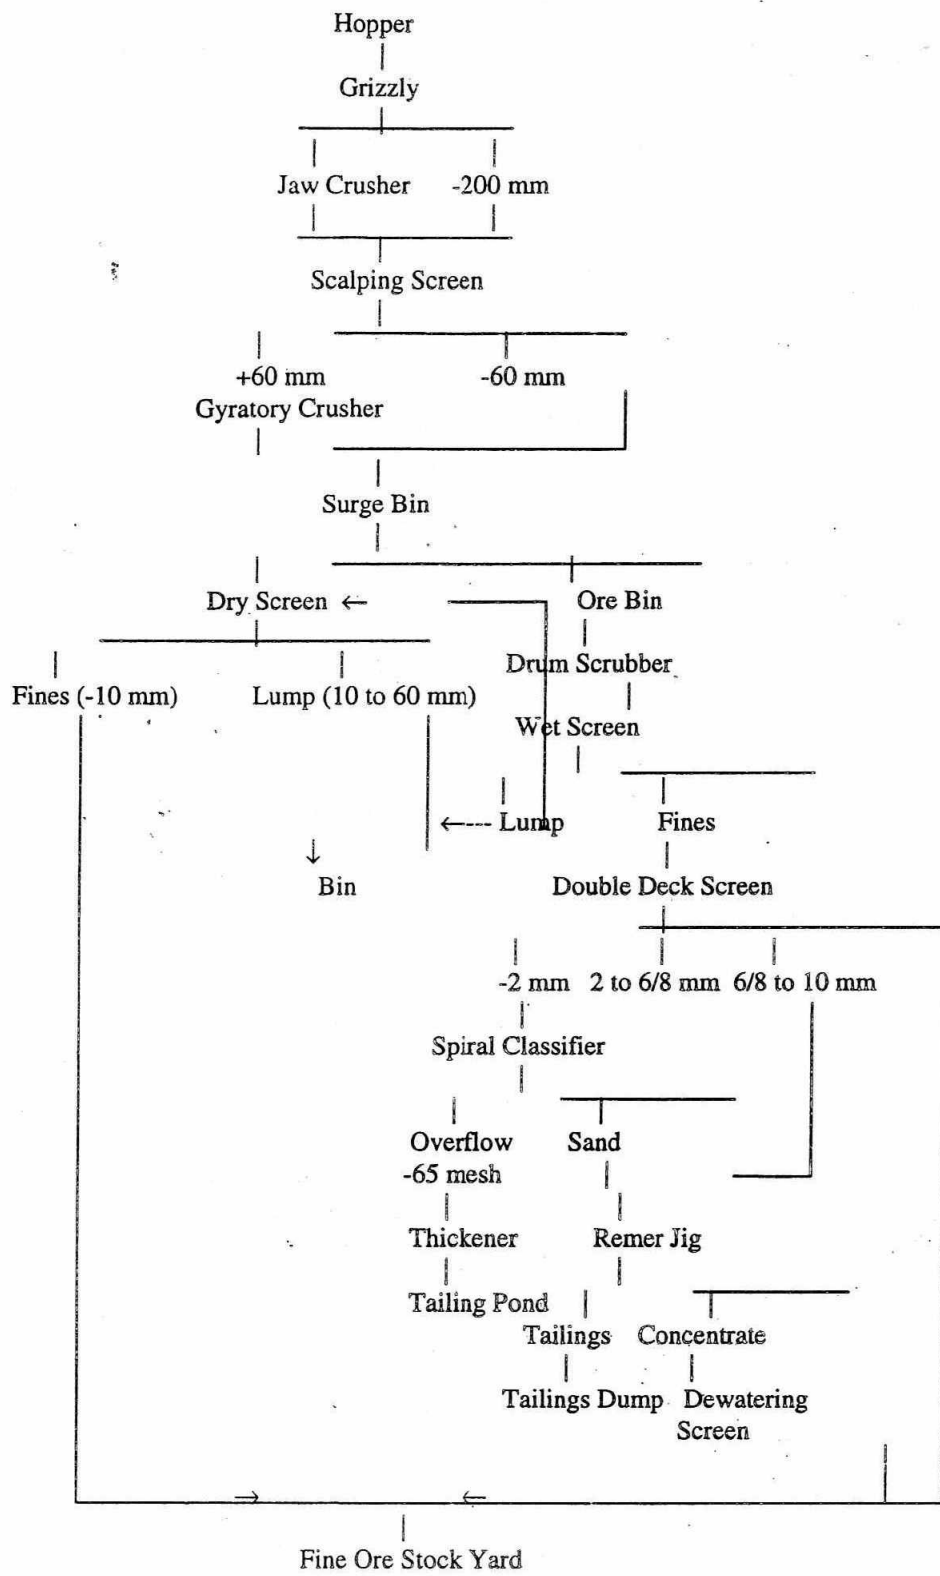 Hopper
Grizzly
Jaw Crusher -200 mm
Scalping Screen
+60 mm -60 mm
Gyratory Crusher
Surge Bin
Dry Screen ← Ore Bin
Drum Scrubber
Fines (-10 mm) Lump (10 to 60 mm)
Wet Screen
←--- Lump Fines
↓
Bin Double Deck Screen
-2 mm 2 to 6/8 mm 6/8 to 10 mm
Spiral Classifier
Overflow Sand
-65 mesh
Thickener Remer Jig
Tailing Pond
Tailings Concentrate
Tailings Dump Dewatering
Screen
→ ←
Fine Ore Stock Yard